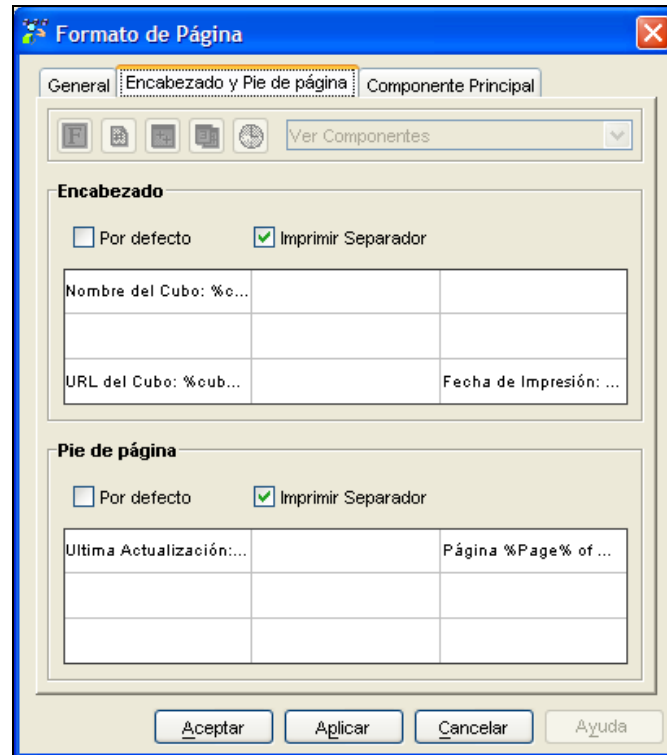 Formato de Página
General Encabezado y Pie de página Componente Principal
F Ver Componentes
Encabezado
Por defecto Imprimir Separador
Nombre del Cubo: %c...
URL del Cubo: %cub... Fecha de Impresión: ...
Pie de página
Por defecto Imprimir Separador
Ultima Actualización:... Página %Page% of ...
Aceptar Aplicar Cancelar Ayuda